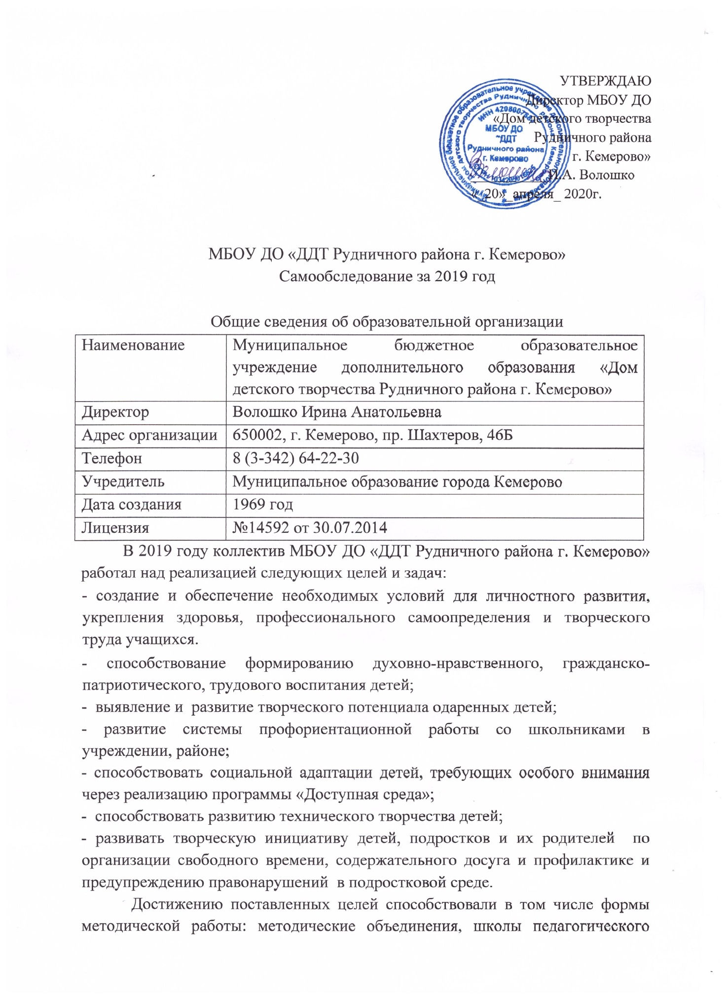 УТВЕРЖДАЮ
Директор МБОУ ДО
«Дом детского творчества
Рудничного района
г. Кемерово»
И.А. Волошко
«_20»_апреля_ 2020г.
МБОУ ДО
"ДДТ
Рудничного района
г. Кемерово
МБОУ ДО «ДДТ Рудничного района г. Кемерово»
Самообследование за 2019 год
Общие сведения об образовательной организации
Наименование
Муниципальное бюджетное образовательное
учреждение дополнительного образования «Дом
детского творчества Рудничного района г. Кемерово»
Директор
Волошко Ирина Анатольевна
Адрес организации
650002, г. Кемерово, пр. Шахтеров, 46Б
Телефон
8 (3-342) 64-22-30
Учредитель
Муниципальное образование города Кемерово
Дата создания
1969 год
Лицензия
№14592 от 30.07.2014
В 2019 году коллектив МБОУ ДО «ДДТ Рудничного района г. Кемерово»
работал над реализацией следующих целей и задач:
- создание и обеспечение необходимых условий для личностного развития,
укрепления здоровья, профессионального самоопределения и творческого
труда учащихся.
- способствование формированию духовно-нравственного, гражданско-
патриотического, трудового воспитания детей;
- выявление и развитие творческого потенциала одаренных детей;
- развитие системы профориентационной работы со школьниками в
учреждении, районе;
- способствовать социальной адаптации детей, требующих особого внимания
через реализацию программы «Доступная среда»;
- способствовать развитию технического творчества детей;
- развивать творческую инициативу детей, подростков и их родителей по
организации свободного времени, содержательного досуга и профилактике и
предупреждению правонарушений в подростковой среде.
Достижению поставленных целей способствовали в том числе формы
методической работы: методические объединения, школы педагогического